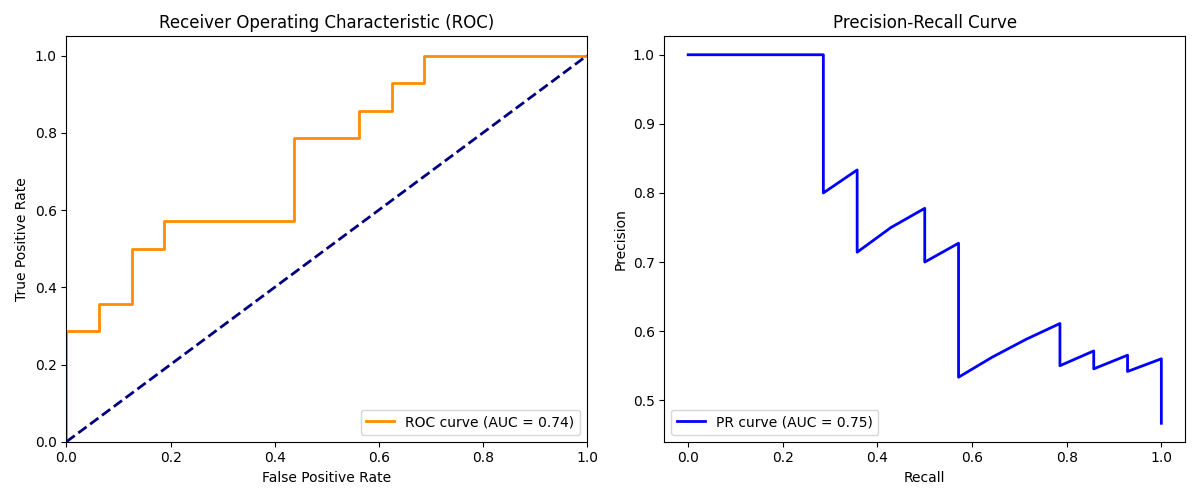 Receiver Operating Characteristic (ROC)
True Positive Rate
1.0
0.8
0.6
0.4
0.2
0.0
ROC curve (AUC = 0.74)
0.0 0.2 0.4 0.6 0.8 1.0
False Positive Rate
Precision-Recall Curve
Precision
1.0
0.9
0.8
0.7
0.6
0.5
PR curve (AUC = 0.75)
0.0 0.2 0.4 0.6 0.8 1.0
Recall